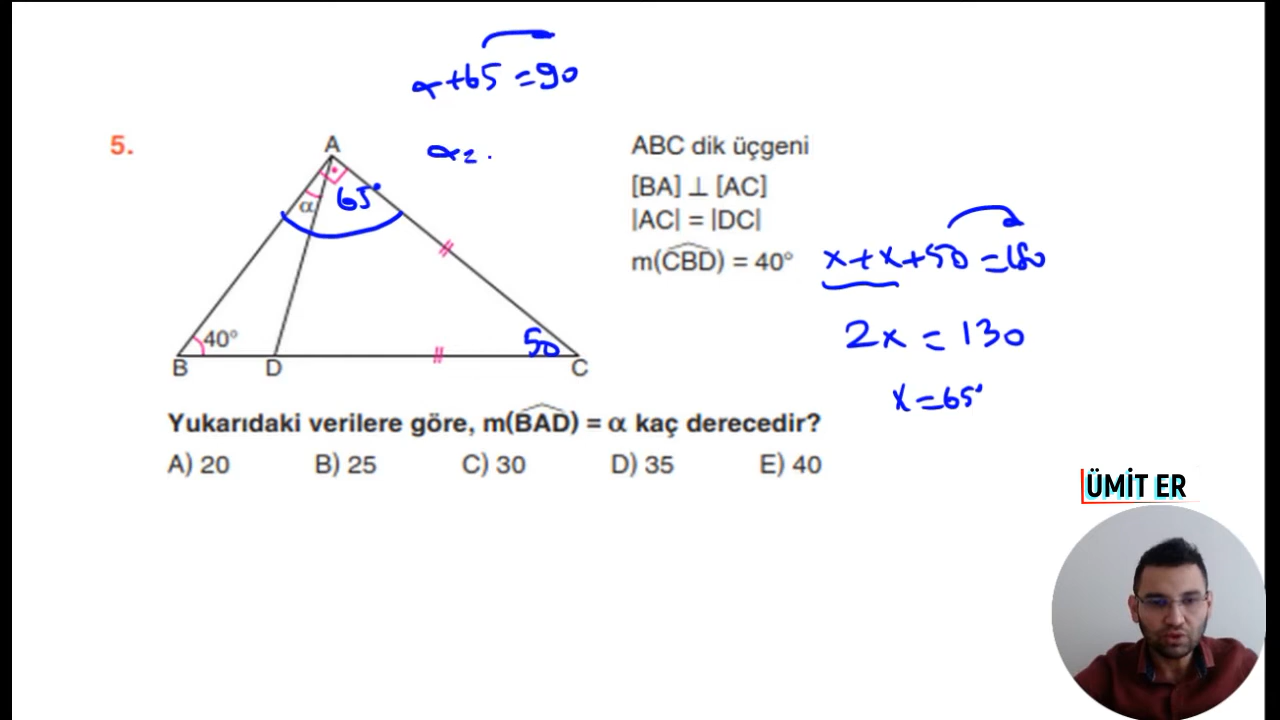 α+65=90
5.
A
ABC dik üçgeni
α=.
[BA] ⊥ [AC]
65°
α
|AC| = |DC|
m(CBD) = 40°
x+x+50=180
40°
50
2x=130
B
D
C
x=65°
Yukarıdaki verilere göre, m(BAD) = α kaç derecedir?
A) 20 B) 25 C) 30 D) 35 E) 40
ÜMİT ER